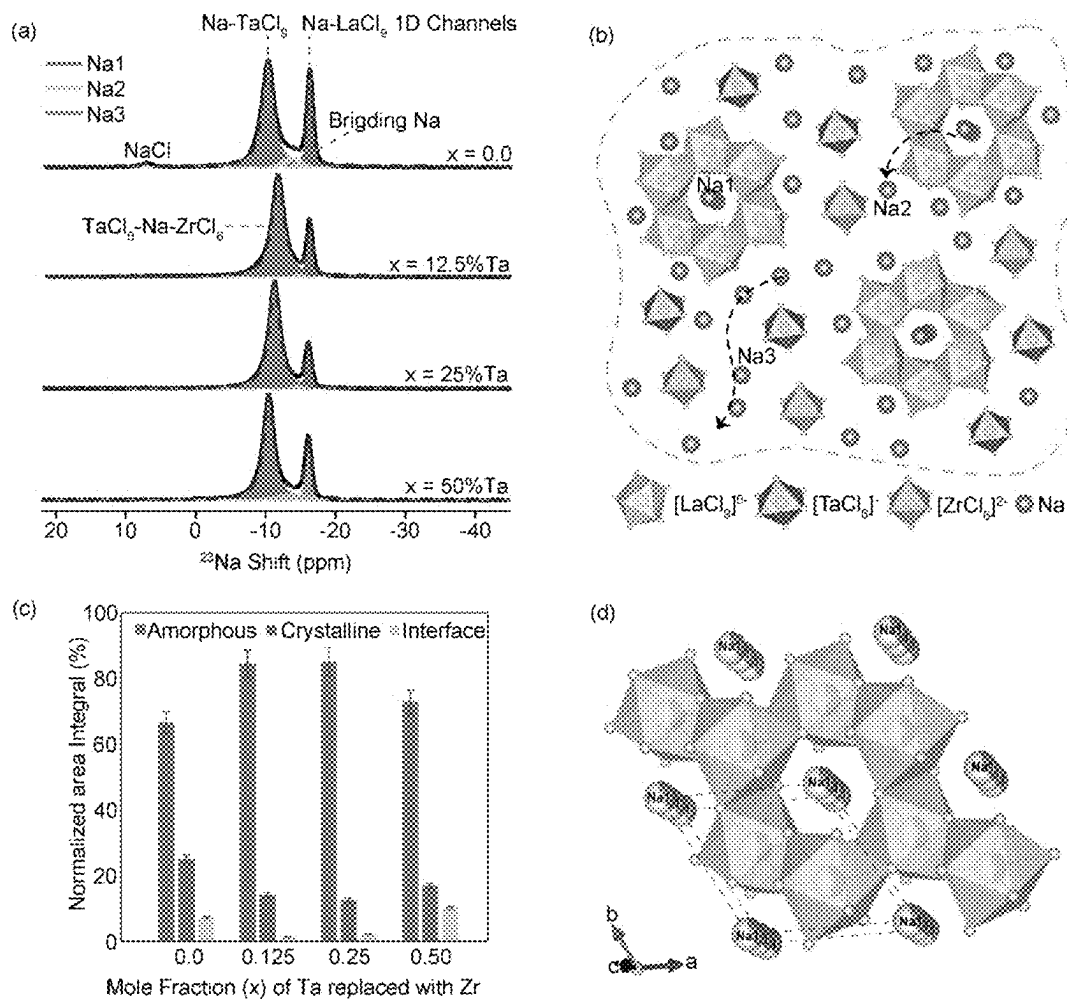 (a)
Na-TaCl₆
Na-LaCl₆ 1D Channels
Na1
Na2
Na3
NaCl
Brigding Na
x = 0.0
TaCl₆-Na-ZrCl₆
x = 12.5%Ta
x = 25%Ta
x = 50%Ta
20 10 0 -10 -20 -30 -40
²³Na Shift (ppm)
(b)
Na1
Na2
Na3
[TaCl₆]⁻
[ZrCl₆]²⁻
Na
(c)
Amorphous Crystalline Interface
Normalized area Integral (%)
100
80
60
40
20
0
0.0 0.125 0.25 0.50
Mole Fraction (x) of Ta replaced with Zr
(d)
b
c
a